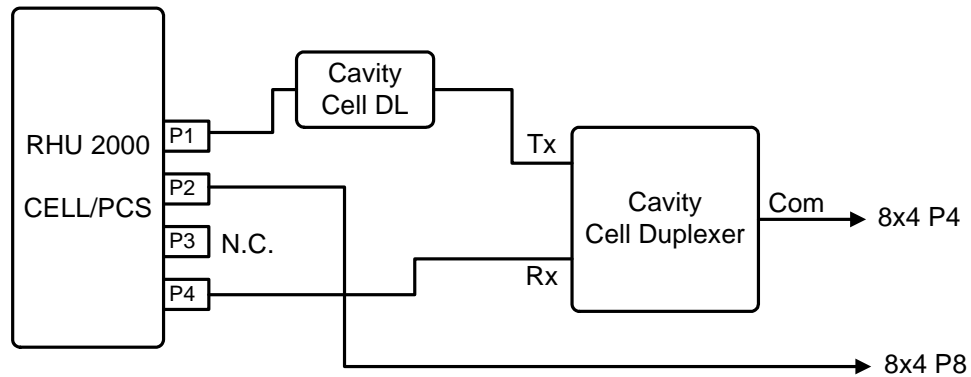 RHU 2000
CELL/PCS
P1
P2
P3
N.C.
P4
Cavity
Cell DL
Tx
Rx
Cavity
Cell Duplexer
Com
8x4 P4
8x4 P8